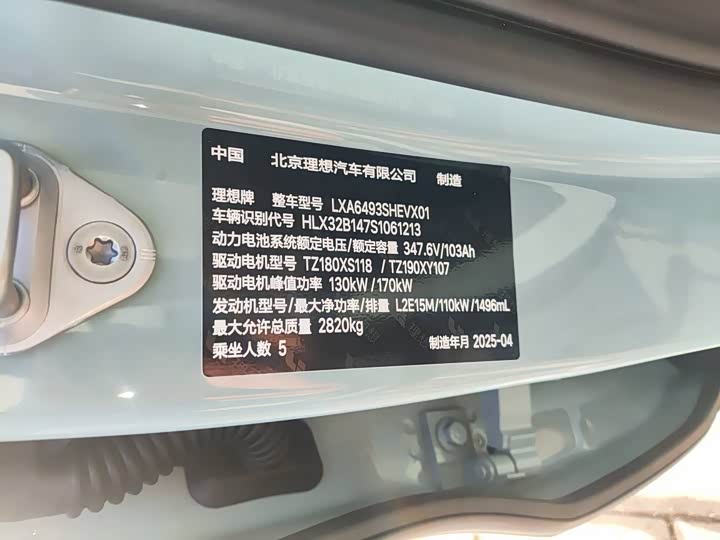 中国 北京理想汽车有限公司 制造
理想牌 整车型号 LXA6493SHEVX01
车辆识别代号 HLX32B147S1061213
动力电池系统额定电压/额定容量 347.6V/103Ah
驱动电机型号 TZ180XS118 / TZ190XY107
驱动电机峰值功率 130kW / 170kW
发动机型号/最大净功率/排量 L2E15M/110kW/1496mL
最大允许总质量 2820kg
乘坐人数 5 制造年月 2025-04